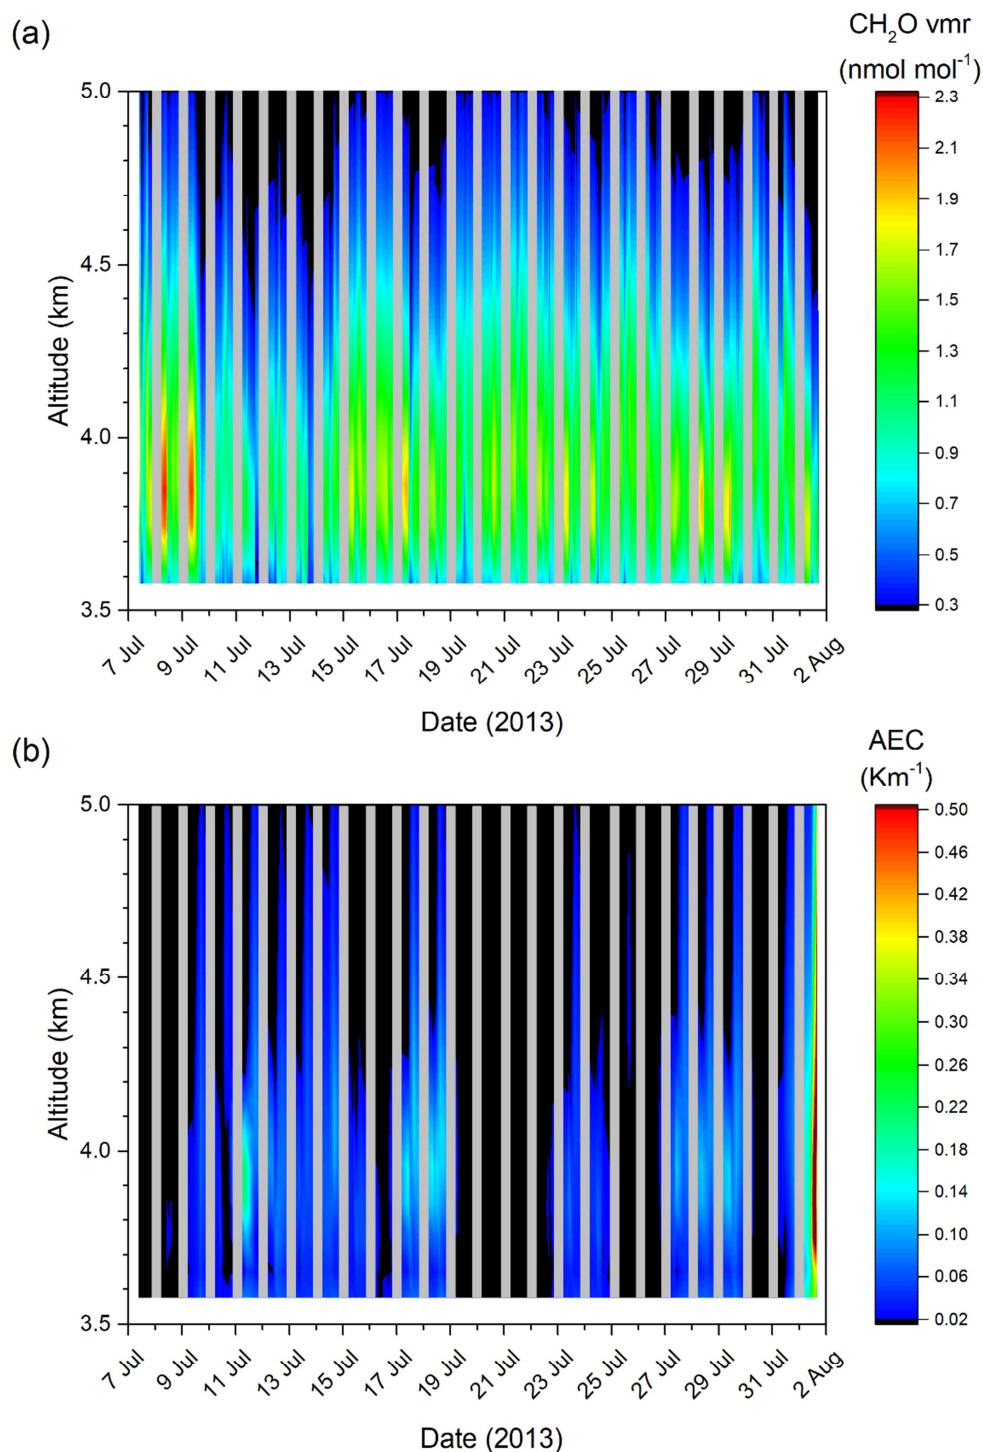 (a)
CH₂O vmr
(nmol mol⁻¹)
5.0
4.5
4.0
3.5
Altitude (km)
2.3
2.1
1.9
1.7
1.5
1.3
1.1
0.9
0.7
0.5
0.3
7 Jul
9 Jul
11 Jul
13 Jul
15 Jul
17 Jul
19 Jul
21 Jul
23 Jul
25 Jul
27 Jul
29 Jul
31 Jul
2 Aug
Date (2013)
(b)
AEC
(Km⁻¹)
5.0
4.5
4.0
3.5
Altitude (km)
0.50
0.46
0.42
0.38
0.34
0.30
0.26
0.22
0.18
0.14
0.10
0.06
0.02
7 Jul
9 Jul
11 Jul
13 Jul
15 Jul
17 Jul
19 Jul
21 Jul
23 Jul
25 Jul
27 Jul
29 Jul
31 Jul
2 Aug
Date (2013)